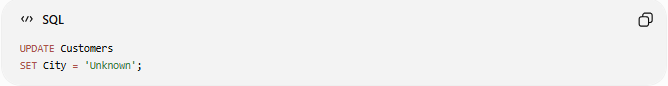 </> SQL
UPDATE Customers
SET City = 'Unknown';